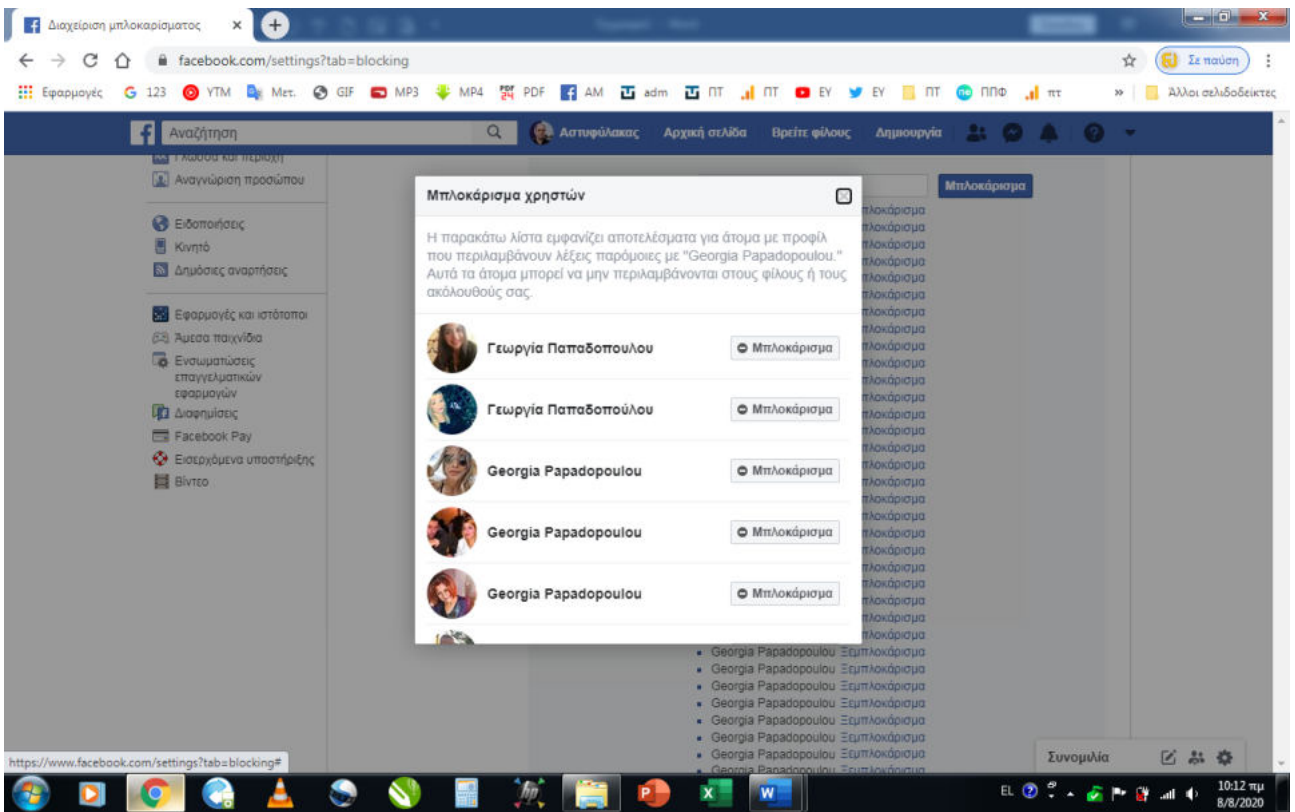 Διαχείριση μπλοκαρίσματος
facebook.com/settings?tab=blocking
Σε παύση
Εφαρμογές 123 YTM Μετ. GIF MP3 MP4 PDF AM adm ΠΤ ΠΤ EY EY ΠΤ ΠΠΦ ππ » Άλλοι σελιδοδείκτες
Αναζήτηση
Αστυφύλακας Αρχική σελίδα Βρείτε φίλους Δημιουργία
Γλώσσα και περιοχή
Αναγνώριση προσώπου
Ειδοποιήσεις
Κινητό
Δημόσιες αναρτήσεις
Εφαρμογές και ιστότοποι
Άμεσα παιχνίδια
Ενσωματώσεις
επαγγελματικών
εφαρμογών
Διαφημίσεις
Facebook Pay
Εισερχόμενα υποστήριξης
Βίντεο
Μπλοκάρισμα
Μπλοκάρισμα χρηστών
Η παρακάτω λίστα εμφανίζει αποτελέσματα για άτομα με προφίλ
που περιλαμβάνουν λέξεις παρόμοιες με "Georgia Papadopoulou."
Αυτά τα άτομα μπορεί να μην περιλαμβάνονται στους φίλους ή τους
ακόλουθούς σας.
Γεωργία Παπαδοπουλου Μπλοκάρισμα
Γεωργία Παπαδοπούλου Μπλοκάρισμα
Georgia Papadopoulou Μπλοκάρισμα
Georgia Papadopoulou Μπλοκάρισμα
Georgia Papadopoulou Μπλοκάρισμα
Georgia Papadopoulou Ξεμπλοκάρισμα
Georgia Papadopoulou Ξεμπλοκάρισμα
Georgia Papadopoulou Ξεμπλοκάρισμα
Georgia Papadopoulou Ξεμπλοκάρισμα
Georgia Papadopoulou Ξεμπλοκάρισμα
Georgia Papadopoulou Ξεμπλοκάρισμα
Georgia Papadopoulou Ξεμπλοκάρισμα
Georgia Papadopoulou Ξεμπλοκάρισμα
Συνομιλία
https://www.facebook.com/settings?tab=blocking#
EL
10:12 πμ
8/8/2020